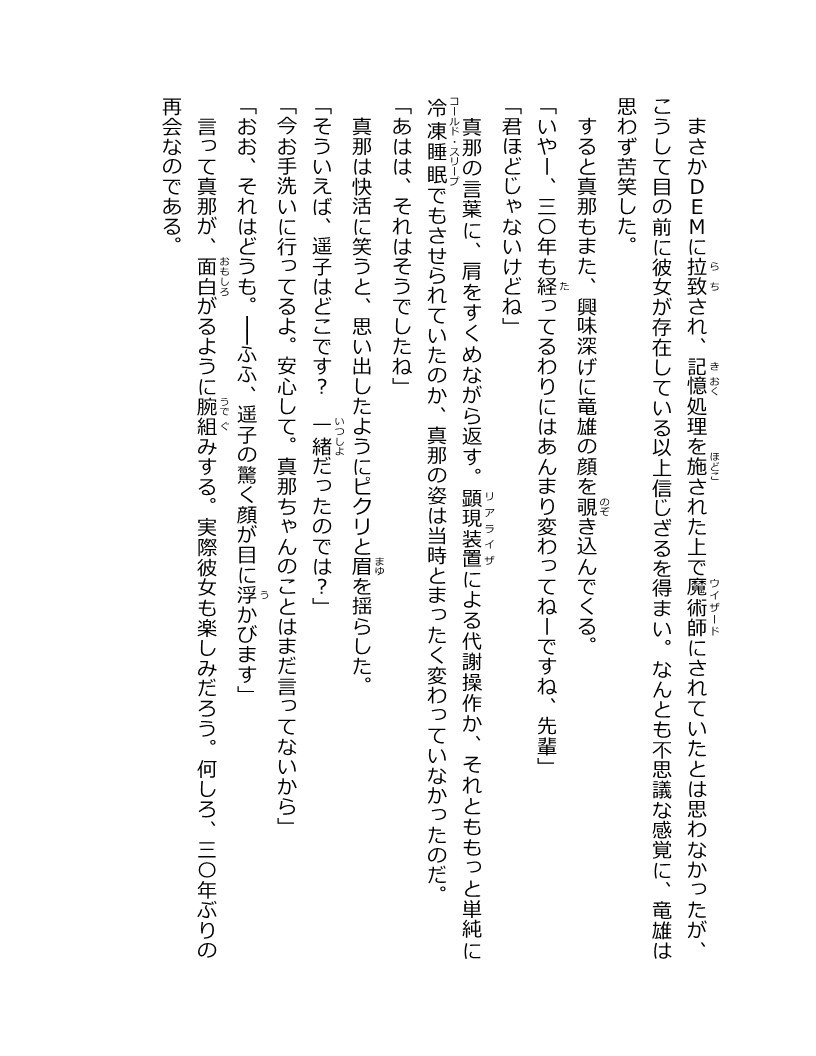 まさかＤＥＭに拉致され、記憶処理を施された上で魔術師にされていたとは思わなかったが、
こうして目の前に彼女が存在している以上信じざるを得まい。なんとも不思議な感覚に、竜雄は
思わず苦笑した。
すると真那もまた、興味深げに竜雄の顔を覗き込んでくる。
「いやー、三〇年も経ってるわりにはあんまり変わってねーですね、先輩」
「君ほどじゃないけどね」
真那の言葉に、肩をすくめながら返す。顕現装置による代謝操作か、それとももっと単純に
冷凍睡眠でもさせられていたのか、真那の姿は当時とまったく変わっていなかったのだ。
「あはは、それはそうでしたね」
真那は快活に笑うと、思い出したようにピクリと眉を揺らした。
「そういえば、遥子はどこです？　一緒だったのでは？」
「今お手洗いに行ってるよ。安心して。真那ちゃんのことはまだ言ってないから」
「おお、それはどうも。――ふふ、遥子の驚く顔が目に浮かびます」
言って真那が、面白がるように腕組みする。実際彼女も楽しみだろう。何しろ、三〇年ぶりの
再会なのである。